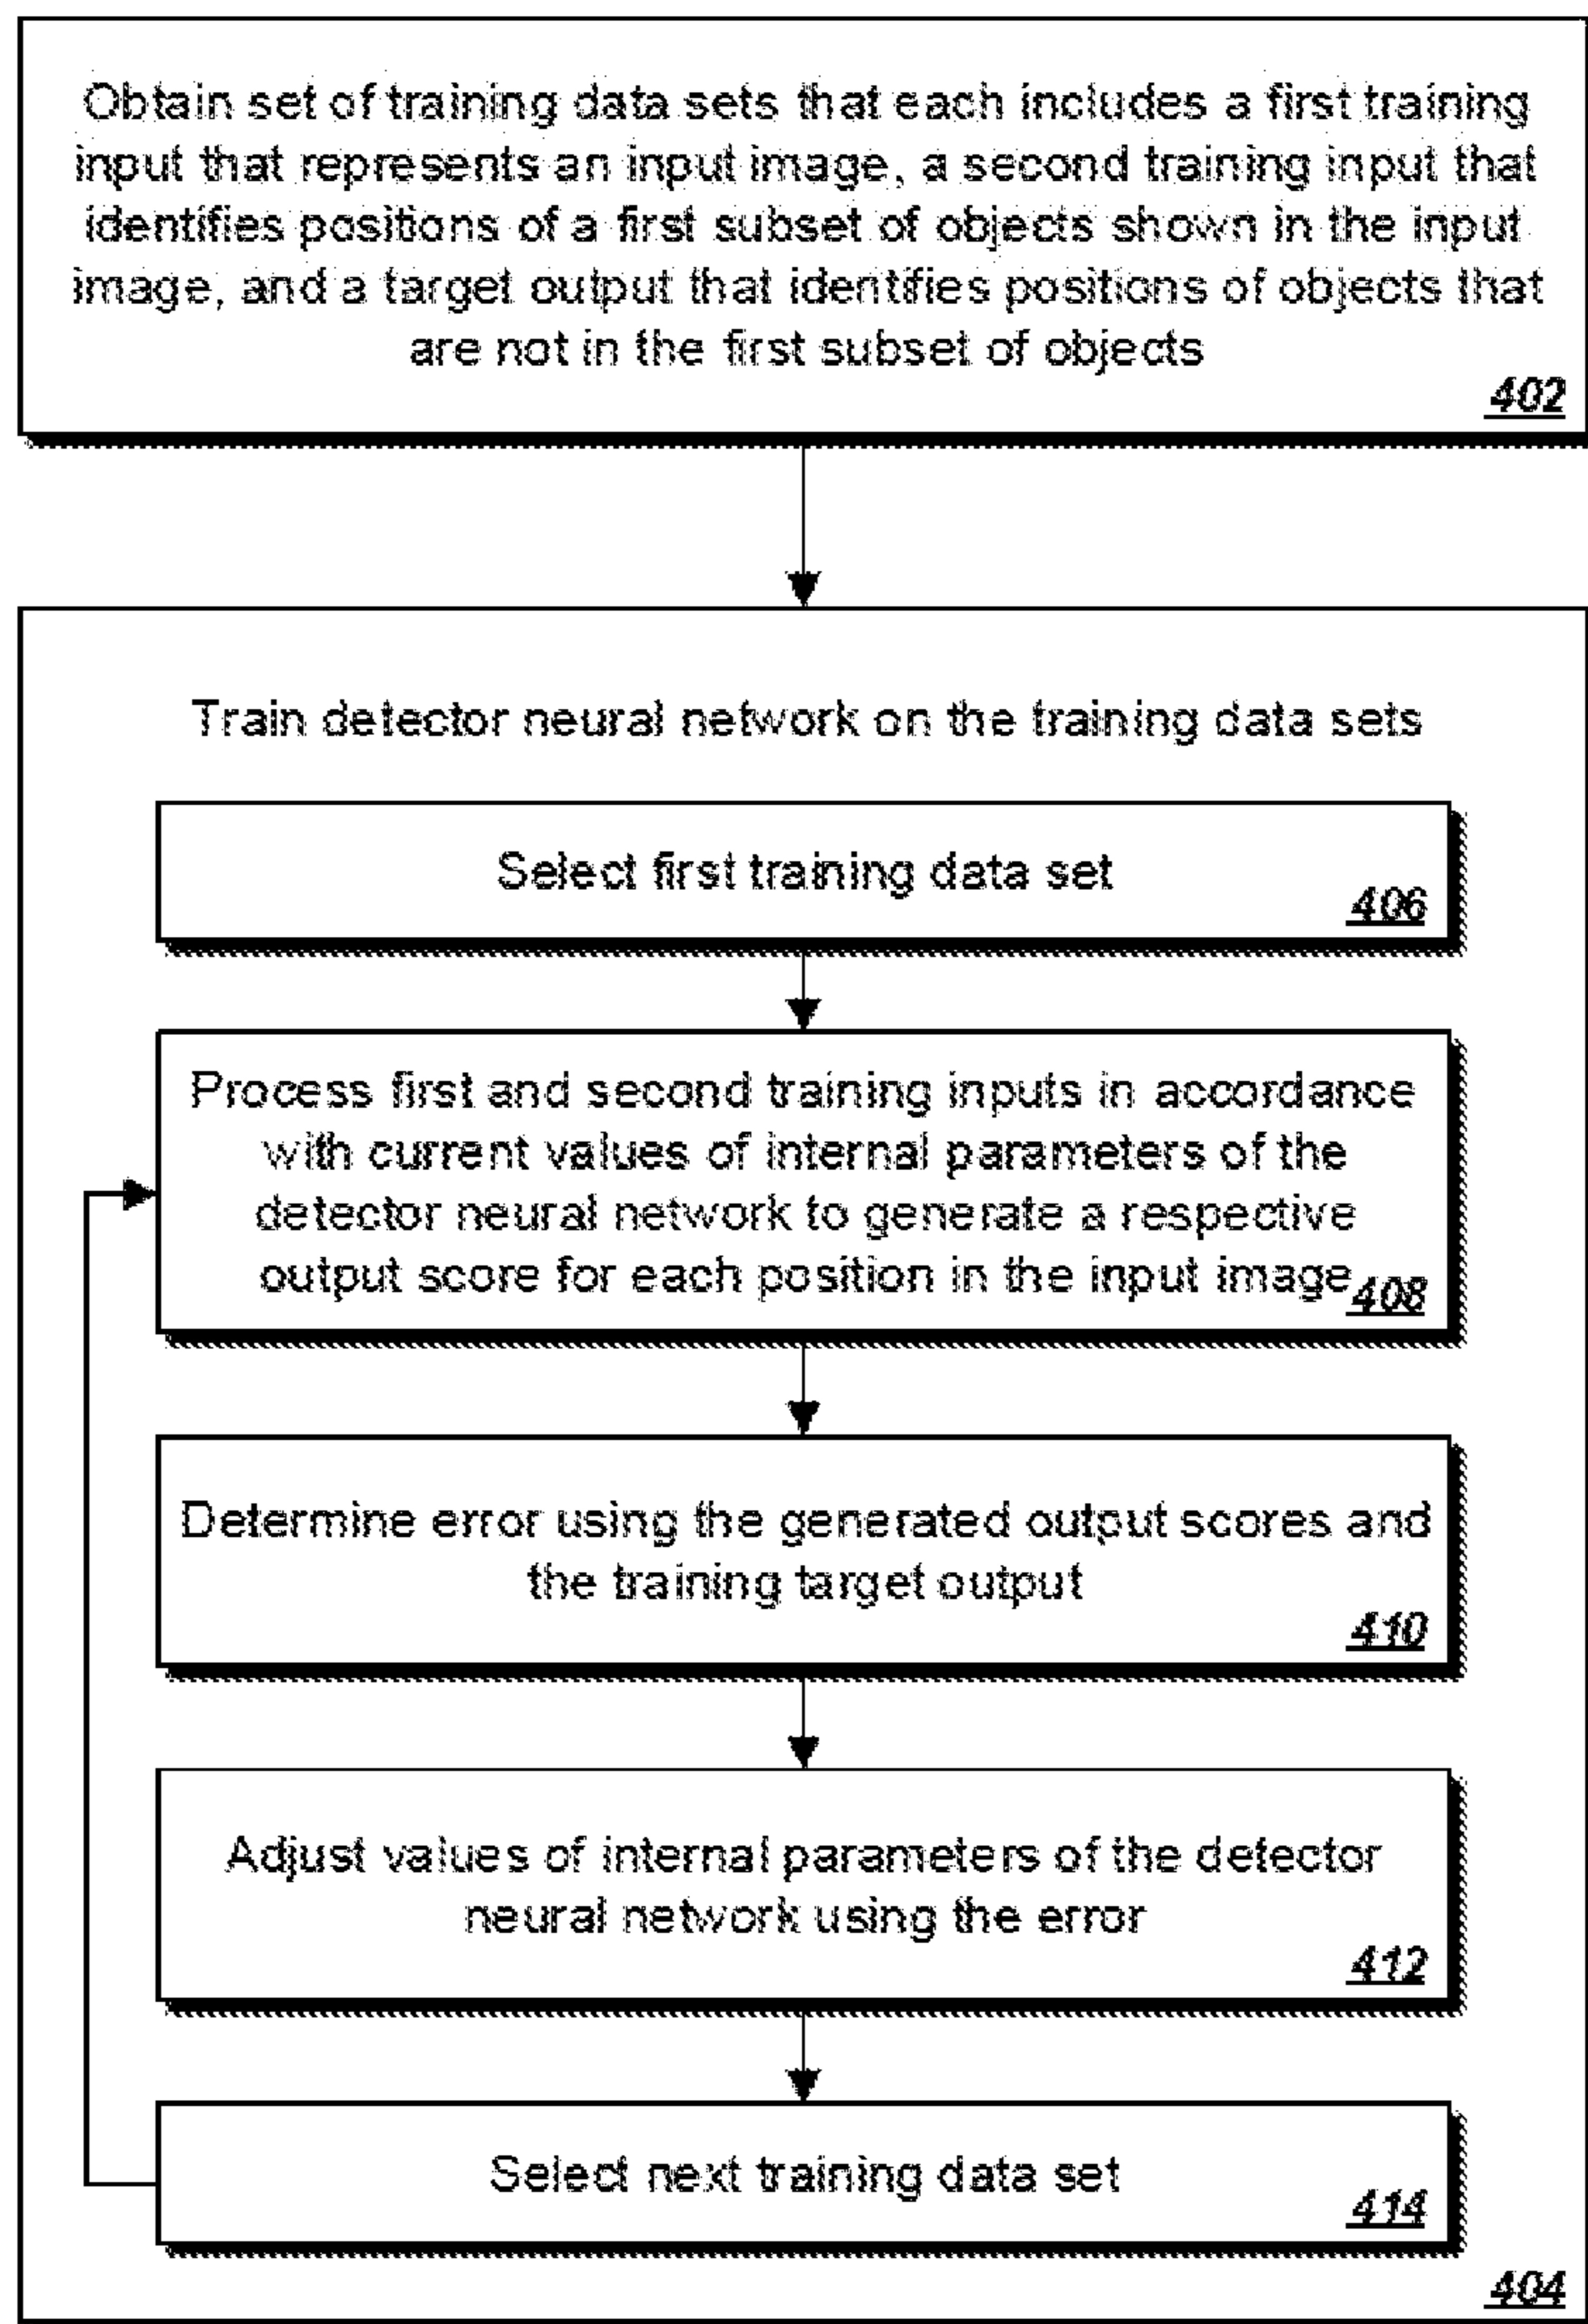 Obtain set of training data sets that each includes a first training
input that represents an input image, a second training input that
identifies positions of a first subset of objects shown in the input
image, and a target output that identifies positions of objects that
are not in the first subset of objects
402
Train detector neural network on the training data sets
Select first training data set
406
Process first and second training inputs in accordance
with current values of internal parameters of the
detector neural network to generate a respective
output score for each position in the input image
408
Determine error using the generated output scores and
the training target output
410
Adjust values of internal parameters of the detector
neural network using the error
412
Select next training data set
414
404